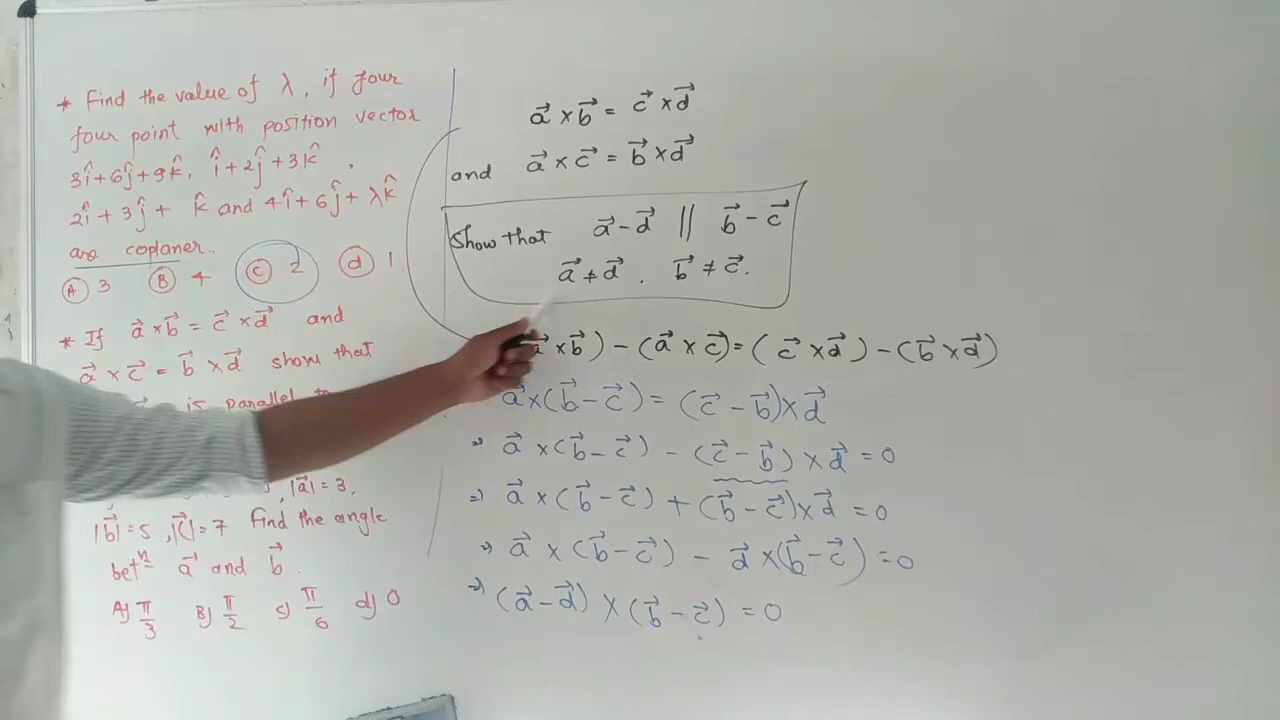 * Find the value of λ, if four
four point with position vector
3î+6ĵ+9k̂, î+2ĵ+3k̂,
2î+3ĵ+ k̂ and 4î+6ĵ+λk̂
are coplaner..
Ⓐ 3 Ⓑ 4 Ⓒ 2 ⓓ 1
* If a⃗×b⃗=c⃗×d⃗ and
a⃗×c⃗=b⃗×d⃗ show that
is parallel to
,|a⃗|=3,
|b⃗|=5,|c⃗|=7 find the angle
betⁿ a⃗ and b⃗.
A) π/3 B) π/2 c) π/6 d) 0
a⃗×b⃗=c⃗×d⃗
and a⃗×c⃗=b⃗×d⃗
Show that a⃗-d⃗ || b⃗-c⃗
a⃗≠d⃗. b⃗≠c⃗.
a⃗×b⃗)-(a⃗×c⃗)=(c⃗×d⃗)-(b⃗×d⃗)
a⃗×(b⃗-c⃗)=(c⃗-b⃗)×d⃗
⇒ a⃗×(b⃗-c⃗)-(c⃗-b⃗)×d⃗=0
⇒ a⃗×(b⃗-c⃗)+(b⃗-c⃗)×d⃗=0
⇒ a⃗×(b⃗-c⃗)-d⃗×(b⃗-c⃗)=0
⇒ (a⃗-d⃗)×(b⃗-c⃗)=0